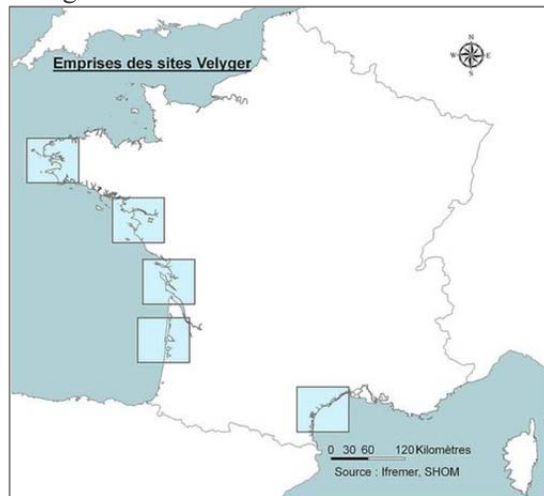 Emprises des sites Velyger
N
W E
S
0 30 60 120 Kilomètres
Source : Ifremer, SHOM